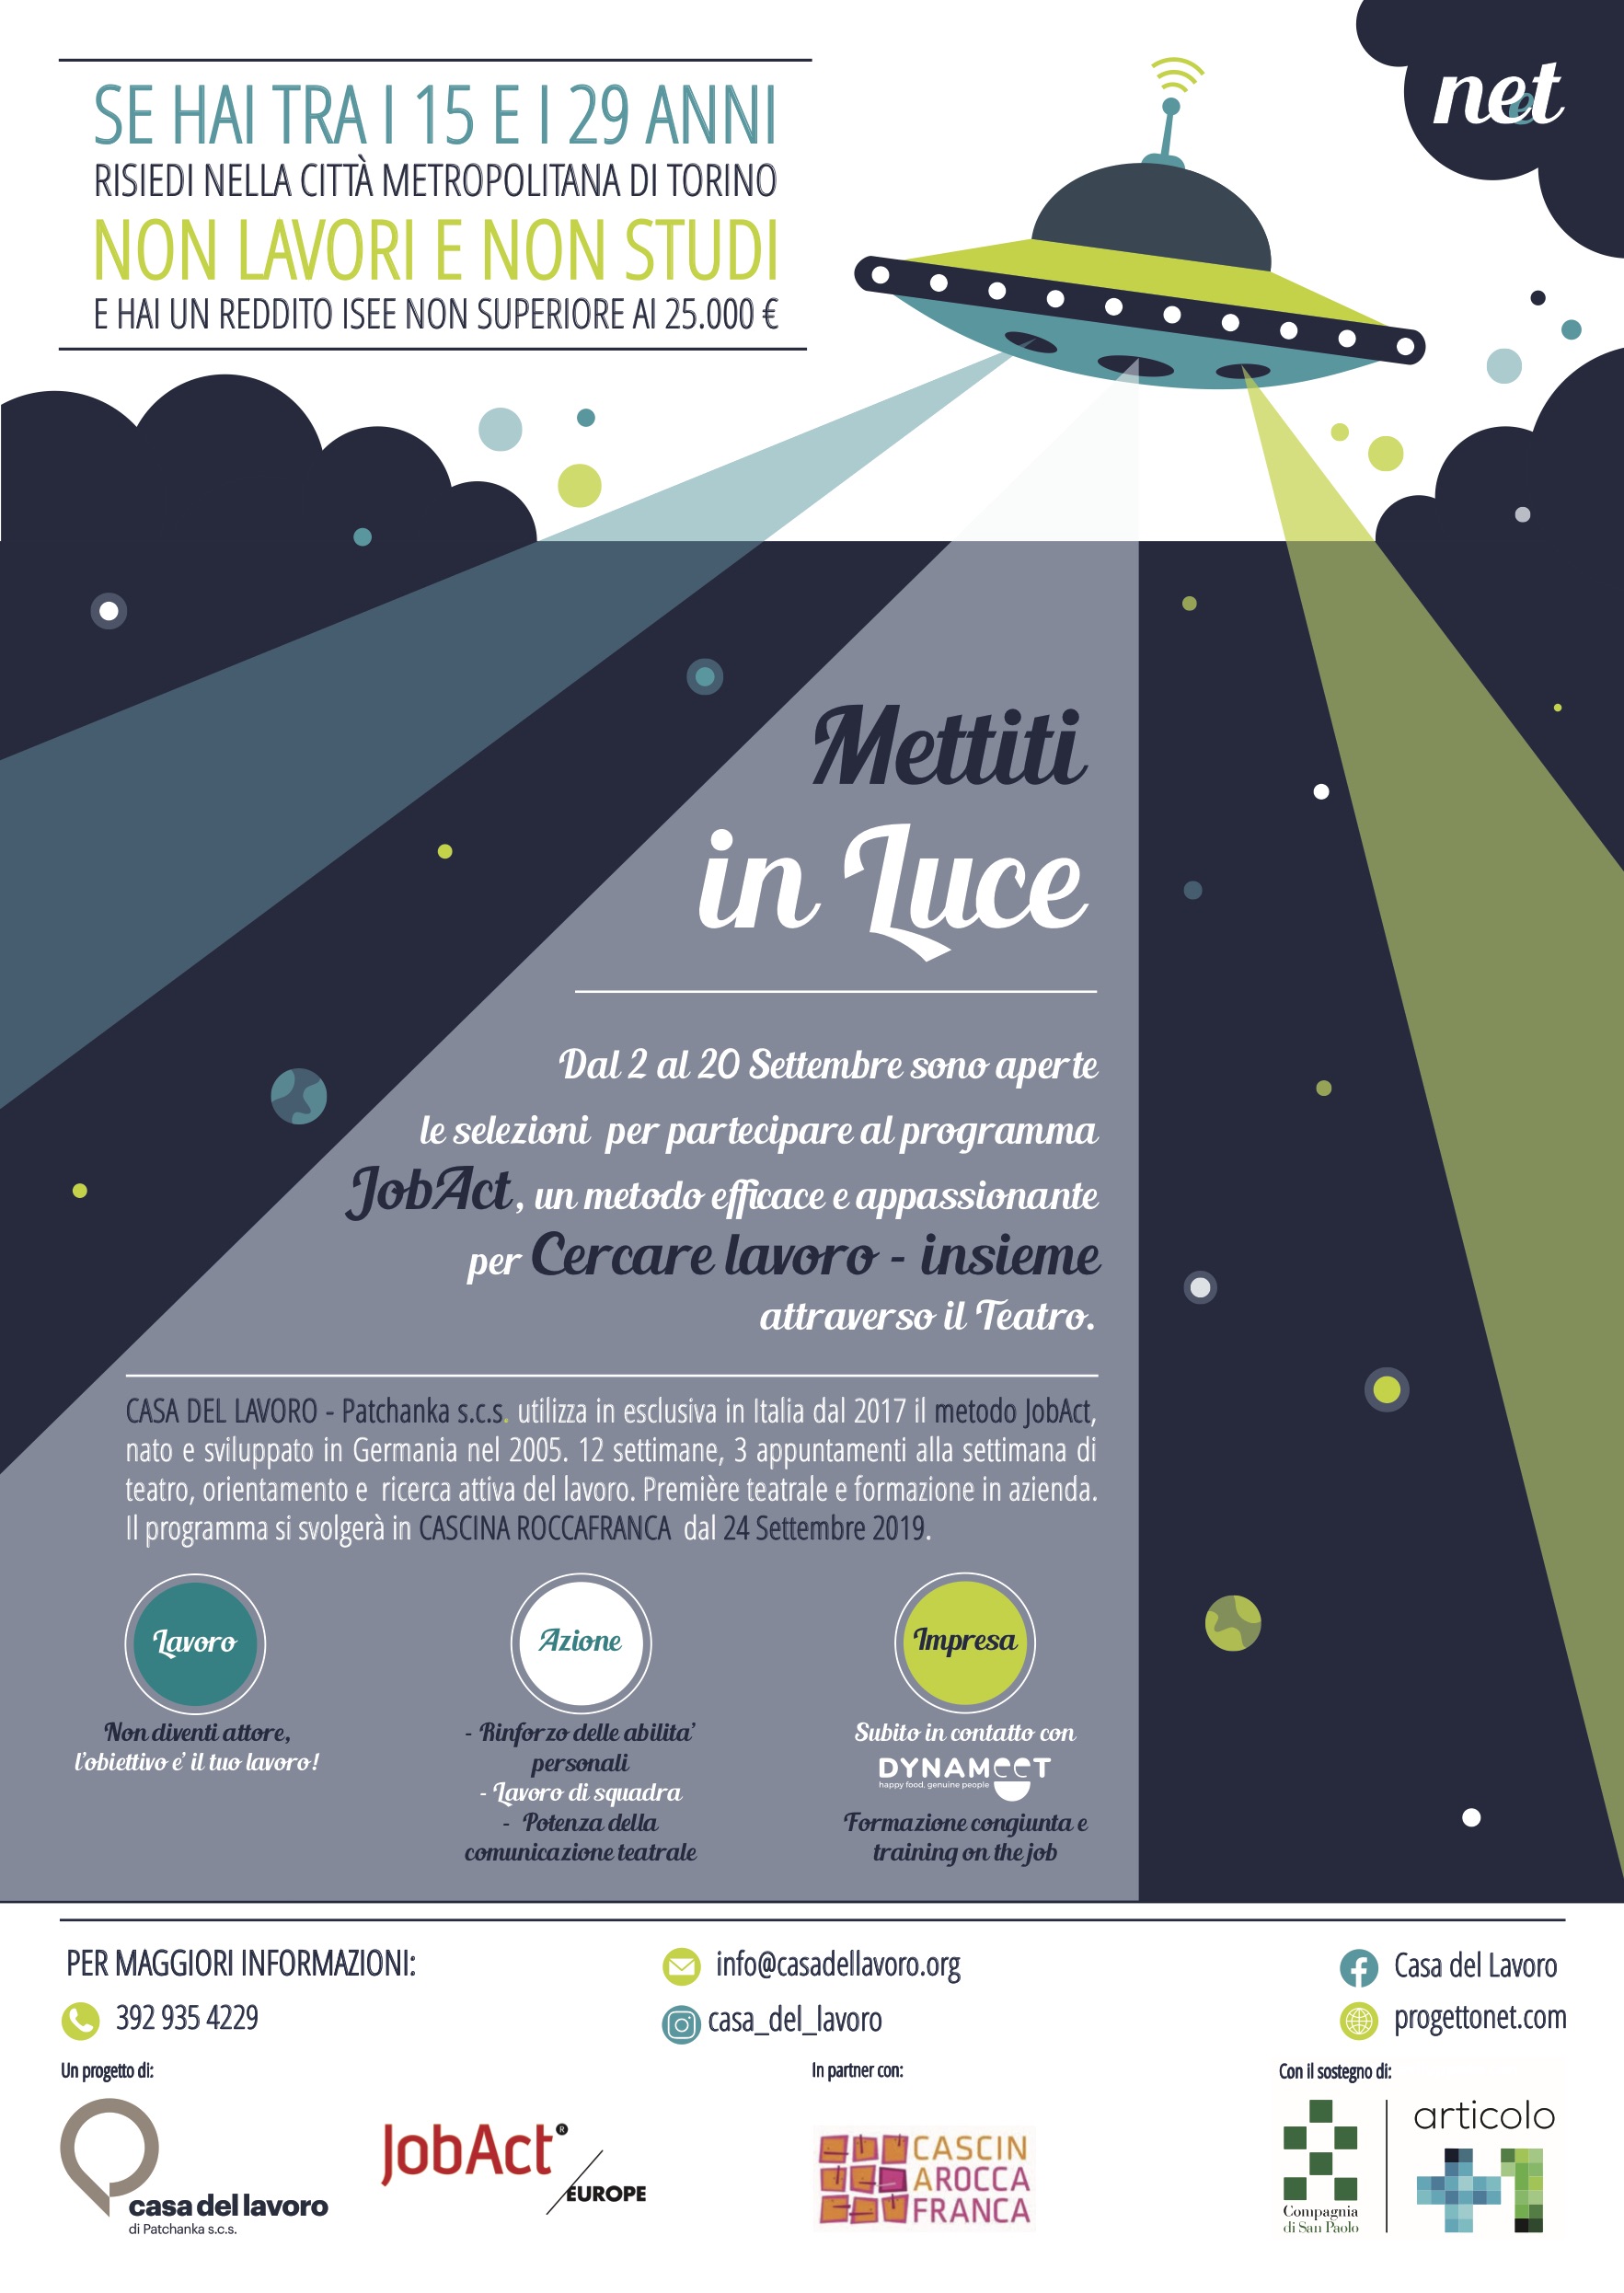 SE HAI TRA I 15 E I 29 ANNI
RISIEDI NELLA CITTÀ METROPOLITANA DI TORINO
NON LAVORI E NON STUDI
E HAI UN REDDITO ISEE NON SUPERIORE AI 25.000 €
neet
Mettiti
in Luce
Dal 2 al 20 Settembre sono aperte
le selezioni per partecipare al programma
JobAct, un metodo efficace e appassionante
per Cercare lavoro - insieme
attraverso il Teatro.
CASA DEL LAVORO - Patchanka s.c.s. utilizza in esclusiva in Italia dal 2017 il metodo JobAct,
nato e sviluppato in Germania nel 2005. 12 settimane, 3 appuntamenti alla settimana di
teatro, orientamento e ricerca attiva del lavoro. Première teatrale e formazione in azienda.
Il programma si svolgerà in CASCINA ROCCAFRANCA dal 24 Settembre 2019.
Lavoro
Non diventi attore,
l'obiettivo e' il tuo lavoro!
Azione
- Rinforzo delle abilita'
personali
- Lavoro di squadra
- Potenza della
comunicazione teatrale
Impresa
Subito in contatto con
DYNAMEET
happy food. genuine people
Formazione congiunta e
training on the job
PER MAGGIORI INFORMAZIONI:
392 935 4229
info@casadellavoro.org
casa_del_lavoro
Casa del Lavoro
progettonet.com
Un progetto di:
casa del lavoro
di Patchanka s.c.s.
JobAct®
EUROPE
In partner con:
CASCIN
AROCCA
FRANCA
Con il sostegno di:
Compagnia
di San Paolo
articolo
+1